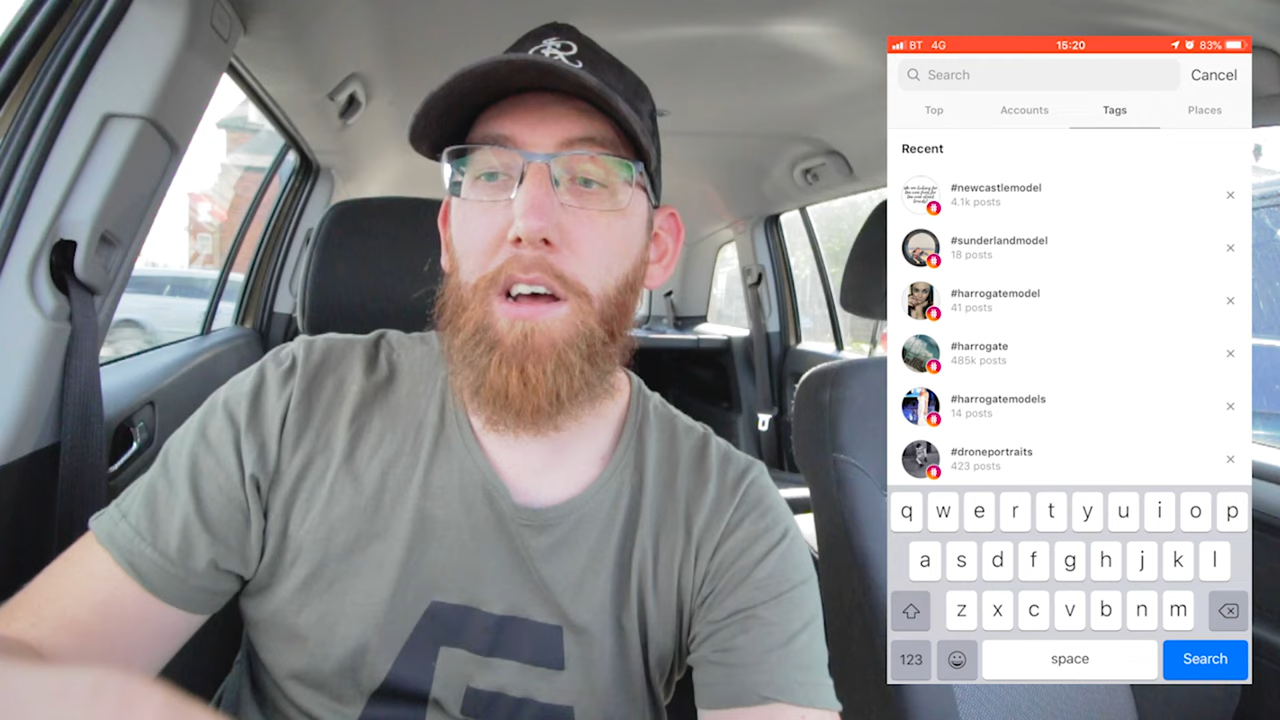 BT 4G 15:20 83%
Search Cancel
Top Accounts Tags Places
Recent
#newcastlemodel
4.1k posts
#sunderlandmodel
18 posts
#harrogatemodel
41 posts
#harrogate
485k posts
#harrogatemodels
14 posts
#droneportraits
423 posts
q w e r t y u i o p
a s d f g h j k l
z x c v b n m
123 space Search